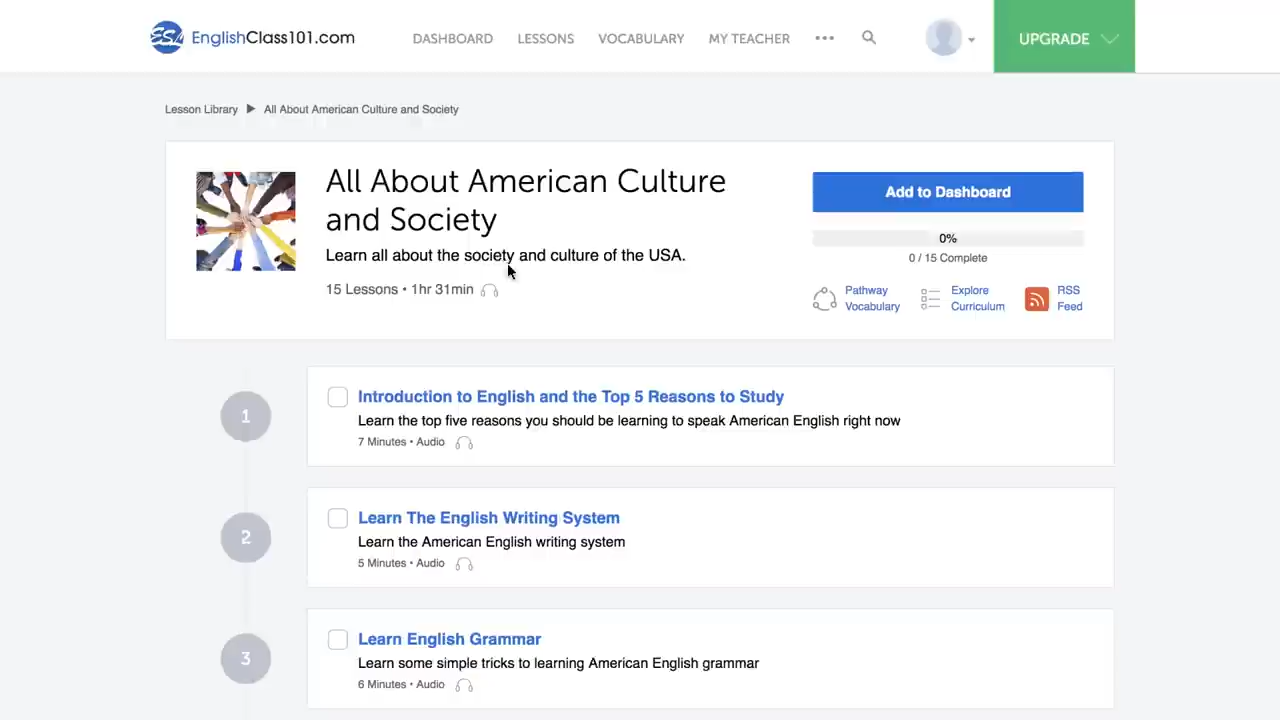 EnglishClass101.com
DASHBOARD LESSONS VOCABULARY MY TEACHER ••• UPGRADE
Lesson Library ▶ All About American Culture and Society
All About American Culture
and Society
Learn all about the society and culture of the USA.
15 Lessons • 1hr 31min
Add to Dashboard
0%
0 / 15 Complete
Pathway
Vocabulary
Explore
Curriculum
RSS
Feed
1
Introduction to English and the Top 5 Reasons to Study
Learn the top five reasons you should be learning to speak American English right now
7 Minutes • Audio
2
Learn The English Writing System
Learn the American English writing system
5 Minutes • Audio
3
Learn English Grammar
Learn some simple tricks to learning American English grammar
6 Minutes • Audio